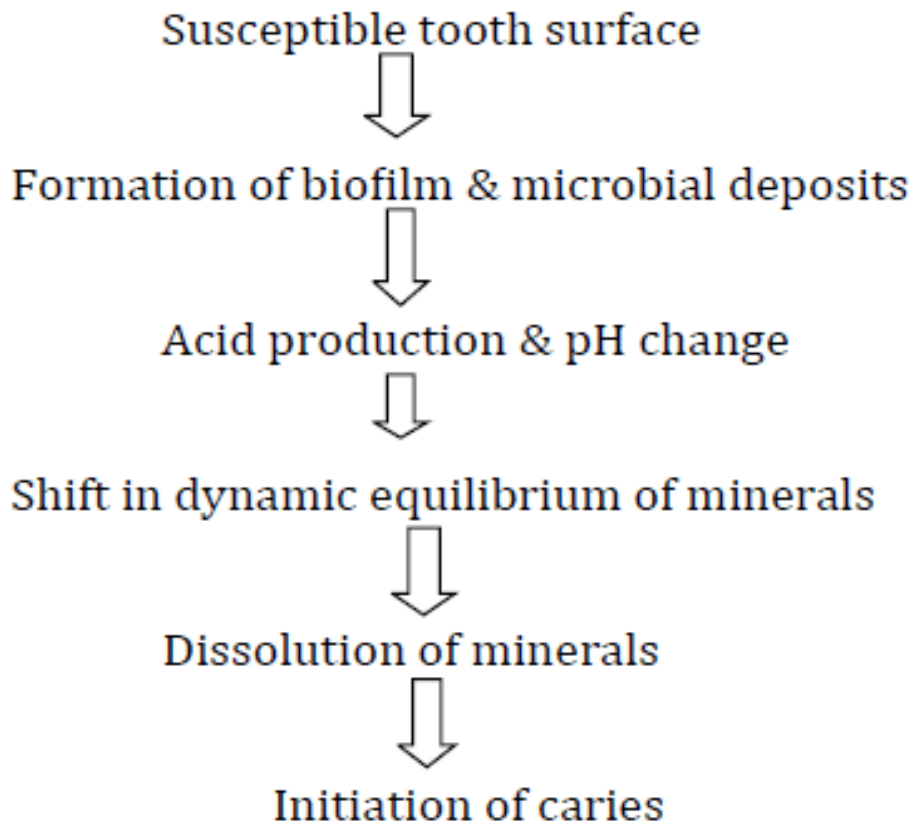 Susceptible tooth surface
Formation of biofilm & microbial deposits
Acid production & pH change
Shift in dynamic equilibrium of minerals
Dissolution of minerals
Initiation of caries